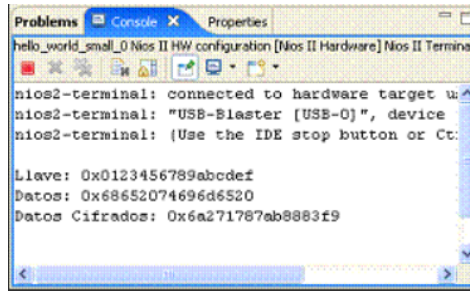 Problems Console Properties
hello_world_small_0 Nios II HW configuration [Nios II Hardware] Nios II Termina
nios2-terminal: connected to hardware target u
nios2-terminal: "USB-Blaster [USB-0]", device
nios2-terminal: (Use the IDE stop button or Ct
Llave: 0x0123456789abcdef
Datos: 0x68652074696d6520
Datos Cifrados: 0x6a271787ab8883f9